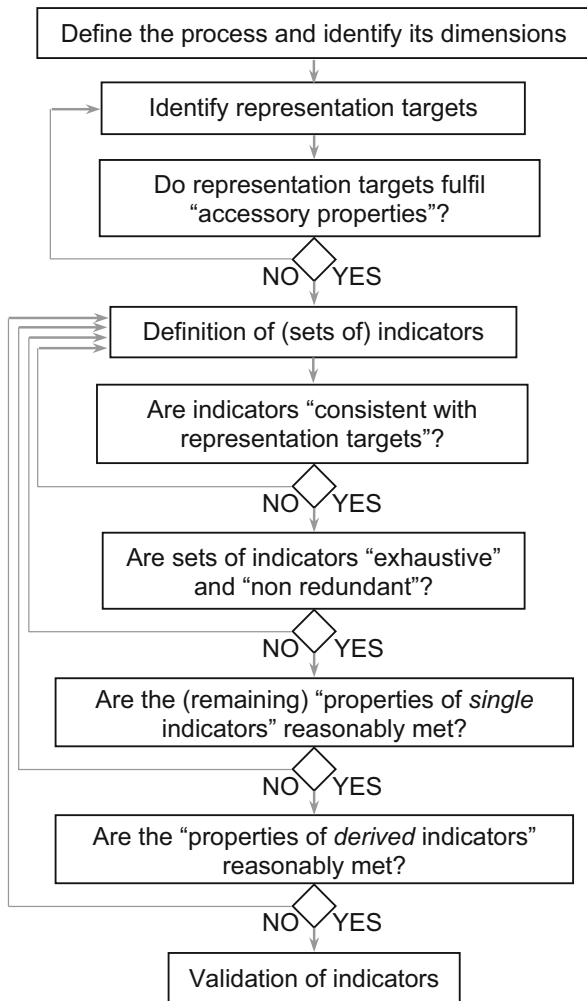 Define the process and identify its dimensions
Identify representation targets
Do representation targets fulfil
“accessory properties”?
NO YES
Definition of (sets of) indicators
Are indicators “consistent with
representation targets”?
NO YES
Are sets of indicators “exhaustive”
and “non redundant”?
NO YES
Are the (remaining) “properties of single
indicators” reasonably met?
NO YES
Are the “properties of derived indicators”
reasonably met?
NO YES
Validation of indicators